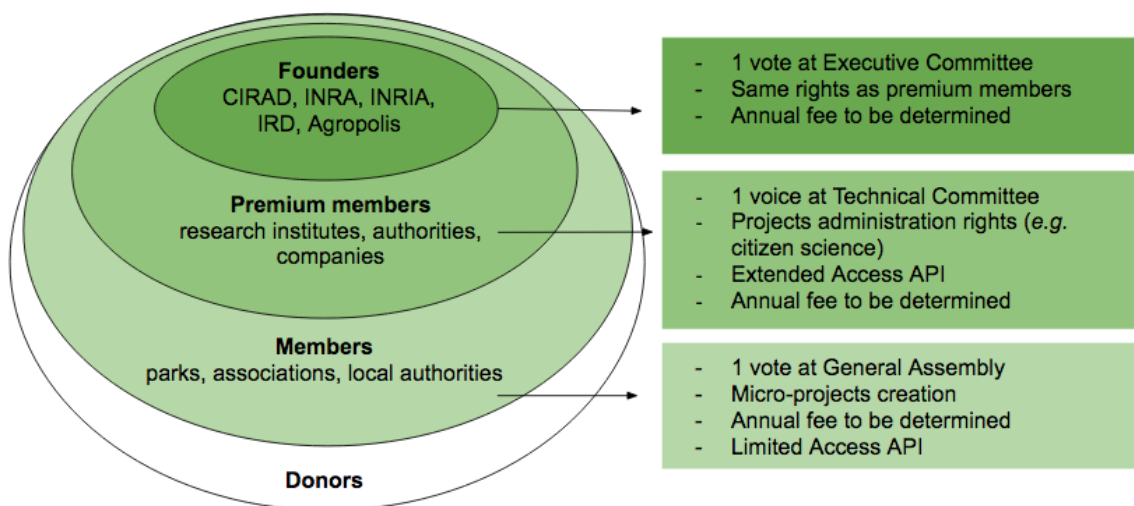 Founders
CIRAD, INRA, INRIA,
IRD, Agropolis
- 1 vote at Executive Committee
- Same rights as premium members
- Annual fee to be determined
Premium members
research institutes, authorities,
companies
- 1 voice at Technical Committee
- Projects administration rights (e.g.
citizen science)
- Extended Access API
- Annual fee to be determined
Members
parks, associations, local authorities
- 1 vote at General Assembly
- Micro-projects creation
- Annual fee to be determined
- Limited Access API
Donors